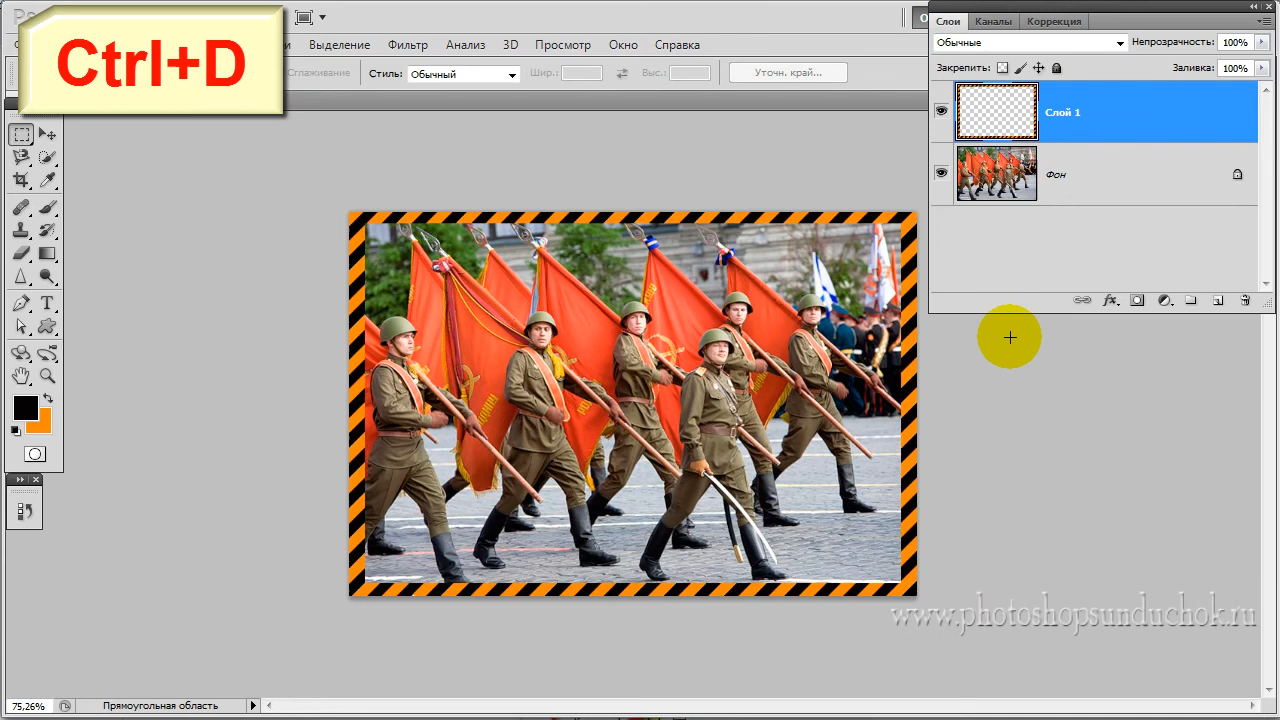 Ctrl+D
Выделение Фильтр Анализ 3D Просмотр Окно Справка
Сглаживание Стиль: Обычный Шир.: Выс.: Уточн. край...
Слои Каналы Коррекция
Обычные Непрозрачность: 100%
Закрепить: Заливка: 100%
Слой 1
Фон
www.photoshopsunduchok.ru
75,26% Прямоугольная область